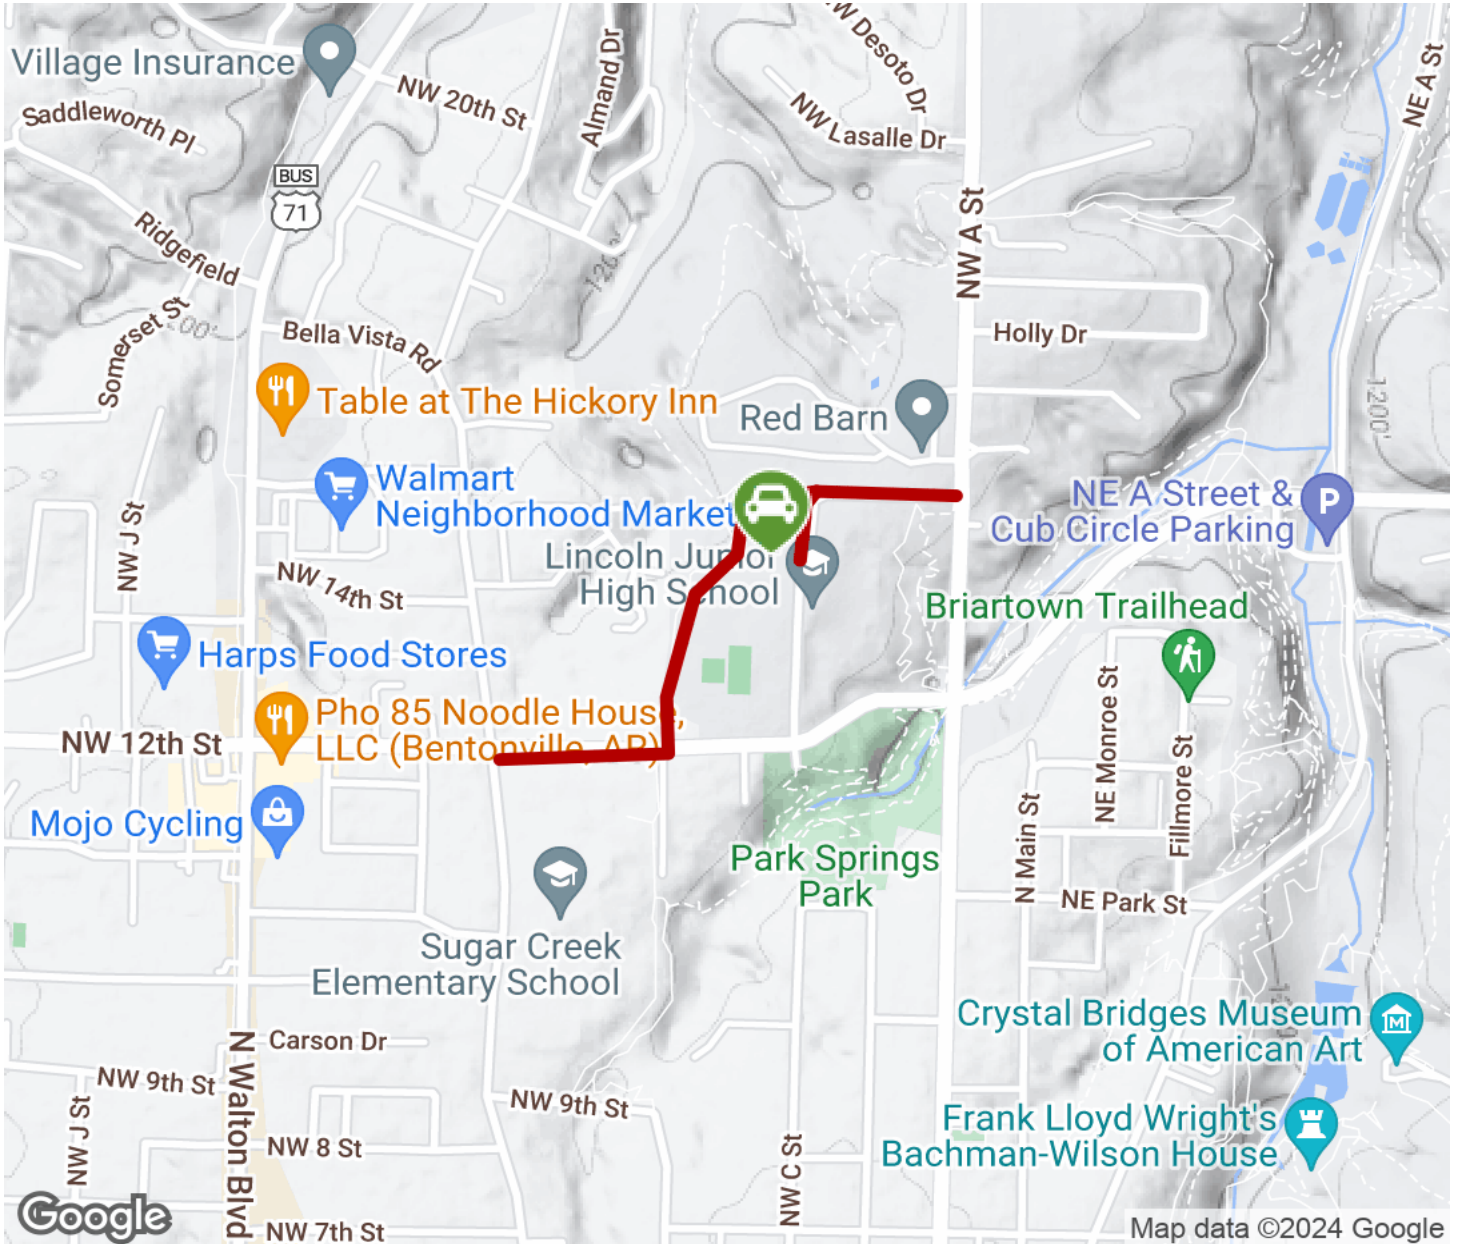 NW Desoto Dr
NE A St
Village Insurance
Almand Dr
NW 20th St
Saddleworth Pl
NW Lasalle Dr
BUS
71
Ridgefield
NW A St
1200'
Somerset St
200'
Bella Vista Rd
Holly Dr
Table at The Hickory Inn
Red Barn
1200'
Walmart
Neighborhood Market
NE A Street &
Cub Circle Parking
P
NW J St
Lincoln Junior
High School
NW 14th St
Briartown Trailhead
Harps Food Stores
NE Monroe St
Pho 85 Noodle House,
LLC (Bentonville, AR)
NW 12th St
Fillmore St
Mojo Cycling
N Main St
Park Springs
Park
NE Park St
Sugar Creek
Elementary School
Crystal Bridges Museum
of American Art
M
Carson Dr
N Walton Blvd
NW 9th St
NW 9th St
NW J St
Frank Lloyd Wright's
Bachman-Wilson House
NW 8 St
NW C St
Google
NW 7th St
Map data ©2024 Google